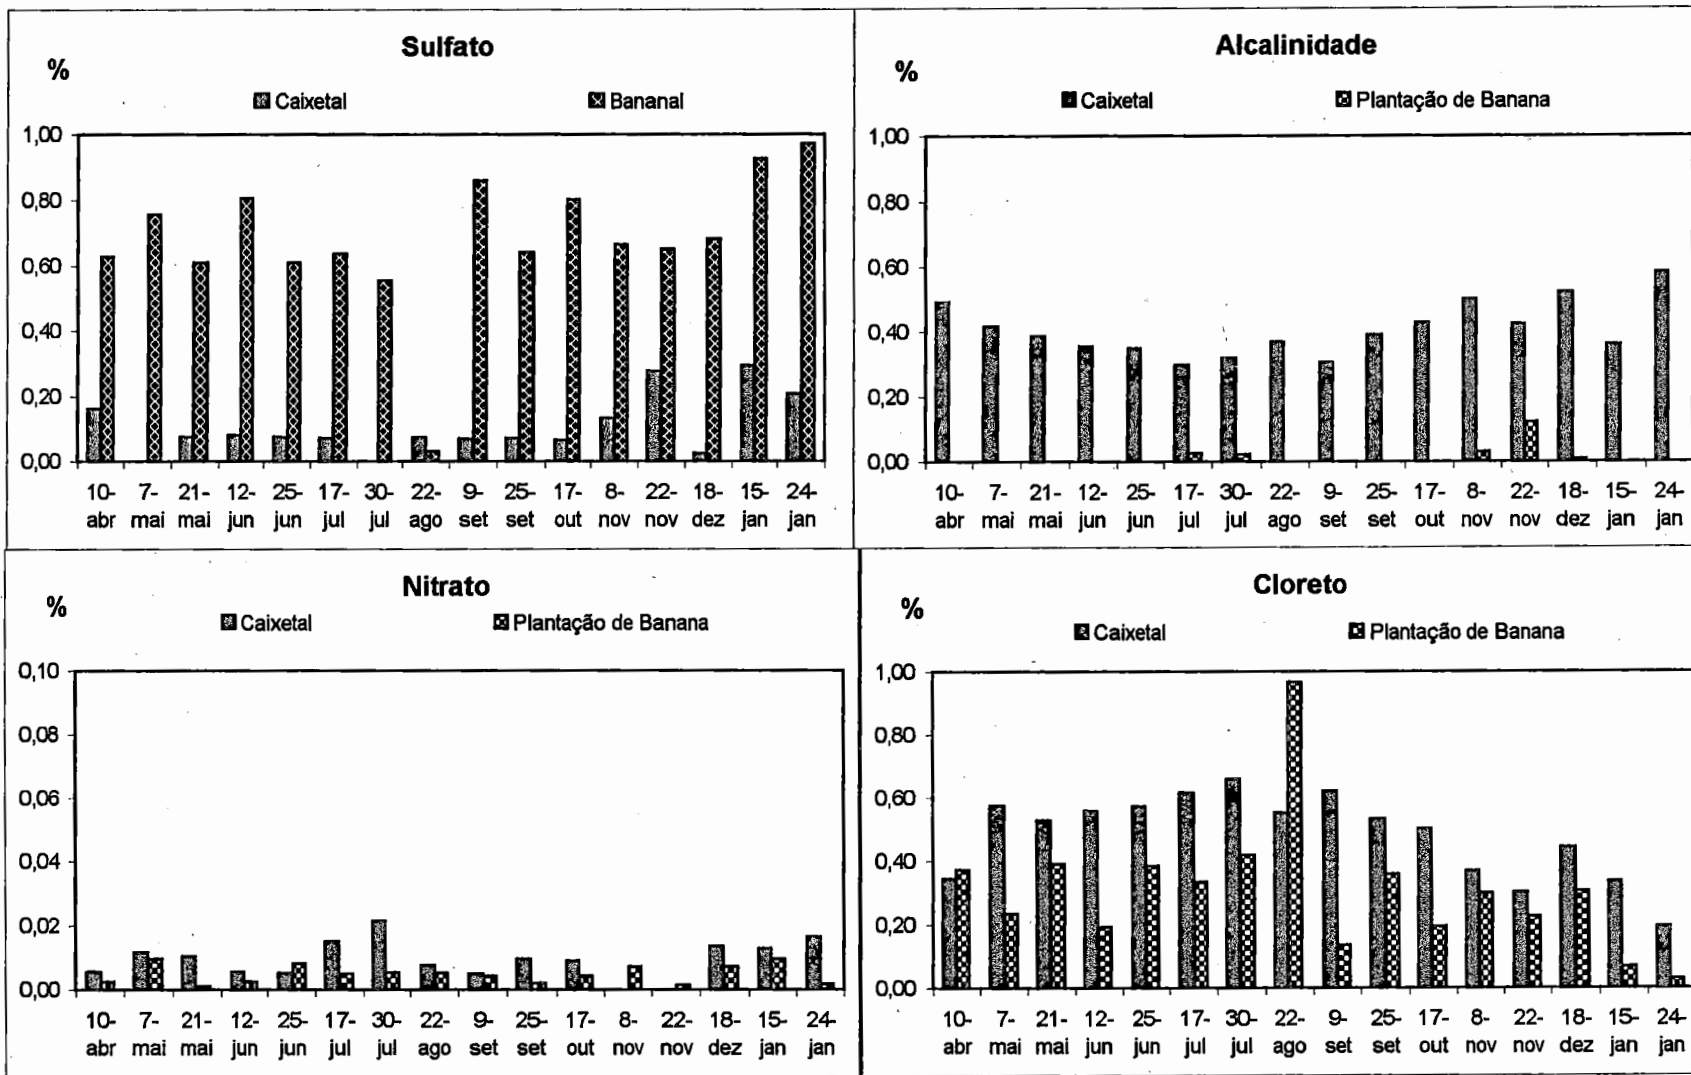 Sulfato
%
Caixetal Bananal
1,00
0,80
0,60
0,40
0,20
0,00
10- 7- 21- 12- 25- 17- 30- 22- 9- 25- 17- 8- 22- 18- 15- 24-
abr mai mai jun jun jul jul ago set set out nov nov dez jan jan
Alcalinidade
%
Caixetal Plantação de Banana
1,00
0,80
0,60
0,40
0,20
0,00
10- 7- 21- 12- 25- 17- 30- 22- 9- 25- 17- 8- 22- 18- 15- 24-
abr mai mai jun jun jul jul ago set set out nov nov dez jan jan
Nitrato
%
Caixetal Plantação de Banana
0,10
0,08
0,06
0,04
0,02
0,00
10- 7- 21- 12- 25- 17- 30- 22- 9- 25- 17- 8- 22- 18- 15- 24-
abr mai mai jun jun jul jul ago set set out nov nov dez jan jan
Cloreto
%
Caixetal Plantação de Banana
1,00
0,80
0,60
0,40
0,20
0,00
10- 7- 21- 12- 25- 17- 30- 22- 9- 25- 17- 8- 22- 18- 15- 24-
abr mai mai jun jun jul jul ago set set out nov nov dez jan jan